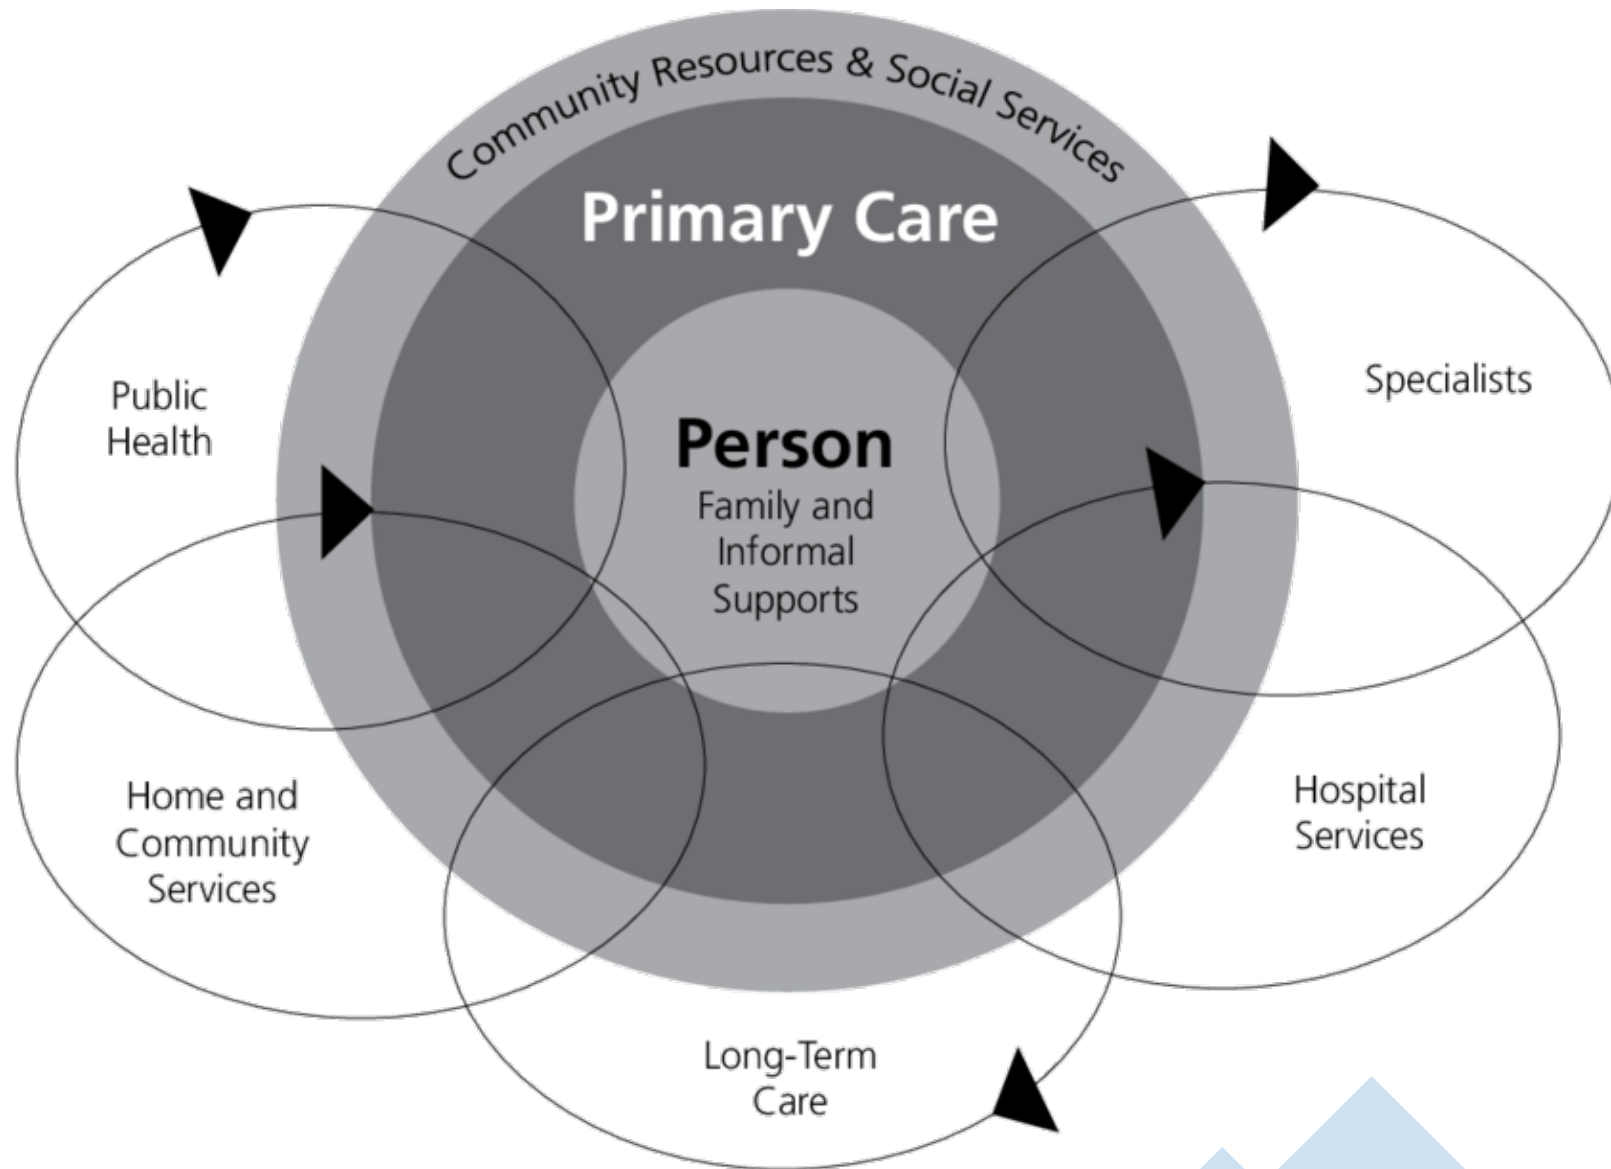 Community Resources & Social Services
Primary Care
Person
Family and
Informal
Supports
Public
Health
Specialists
Home and
Community
Services
Hospital
Services
Long-Term
Care